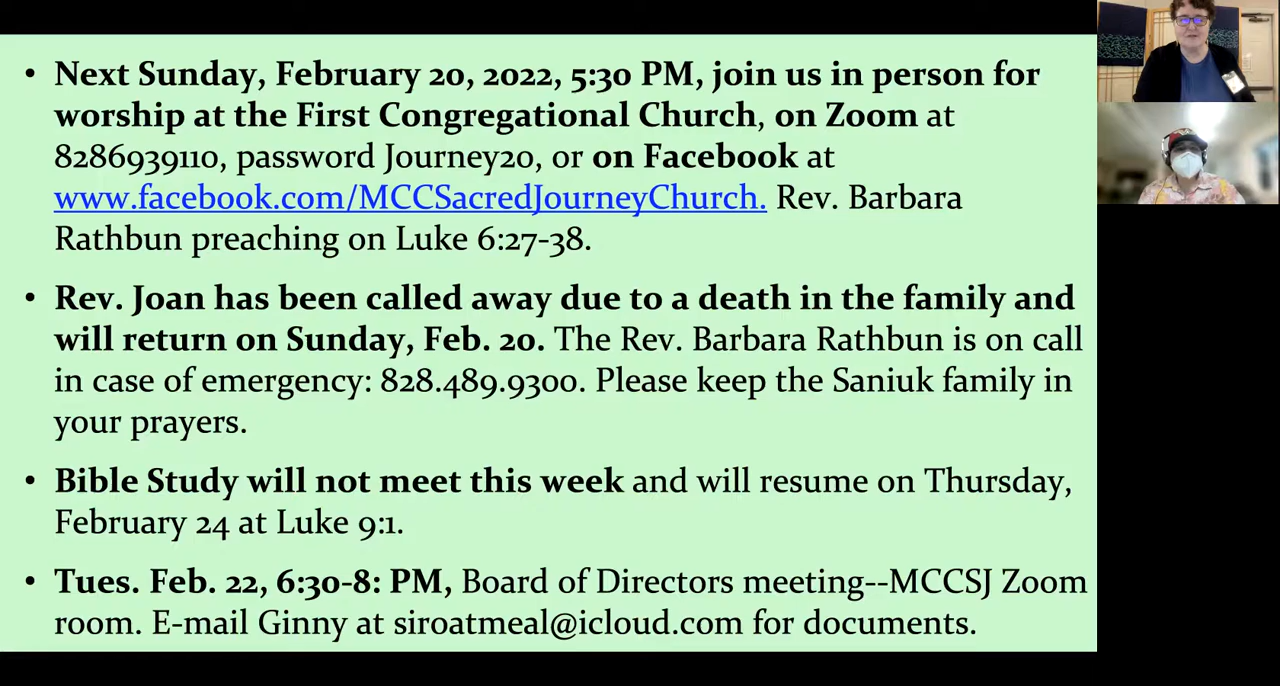 • Next Sunday, February 20, 2022, 5:30 PM, join us in person for
worship at the First Congregational Church, on Zoom at
8286939110, password Journey20, or on Facebook at
www.facebook.com/MCCSacredJourneyChurch. Rev. Barbara
Rathbun preaching on Luke 6:27-38.
• Rev. Joan has been called away due to a death in the family and
will return on Sunday, Feb. 20. The Rev. Barbara Rathbun is on call
in case of emergency: 828.489.9300. Please keep the Saniuk family in
your prayers.
• Bible Study will not meet this week and will resume on Thursday,
February 24 at Luke 9:1.
• Tues. Feb. 22, 6:30-8: PM, Board of Directors meeting--MCCSJ Zoom
room. E-mail Ginny at siroatmeal@icloud.com for documents.